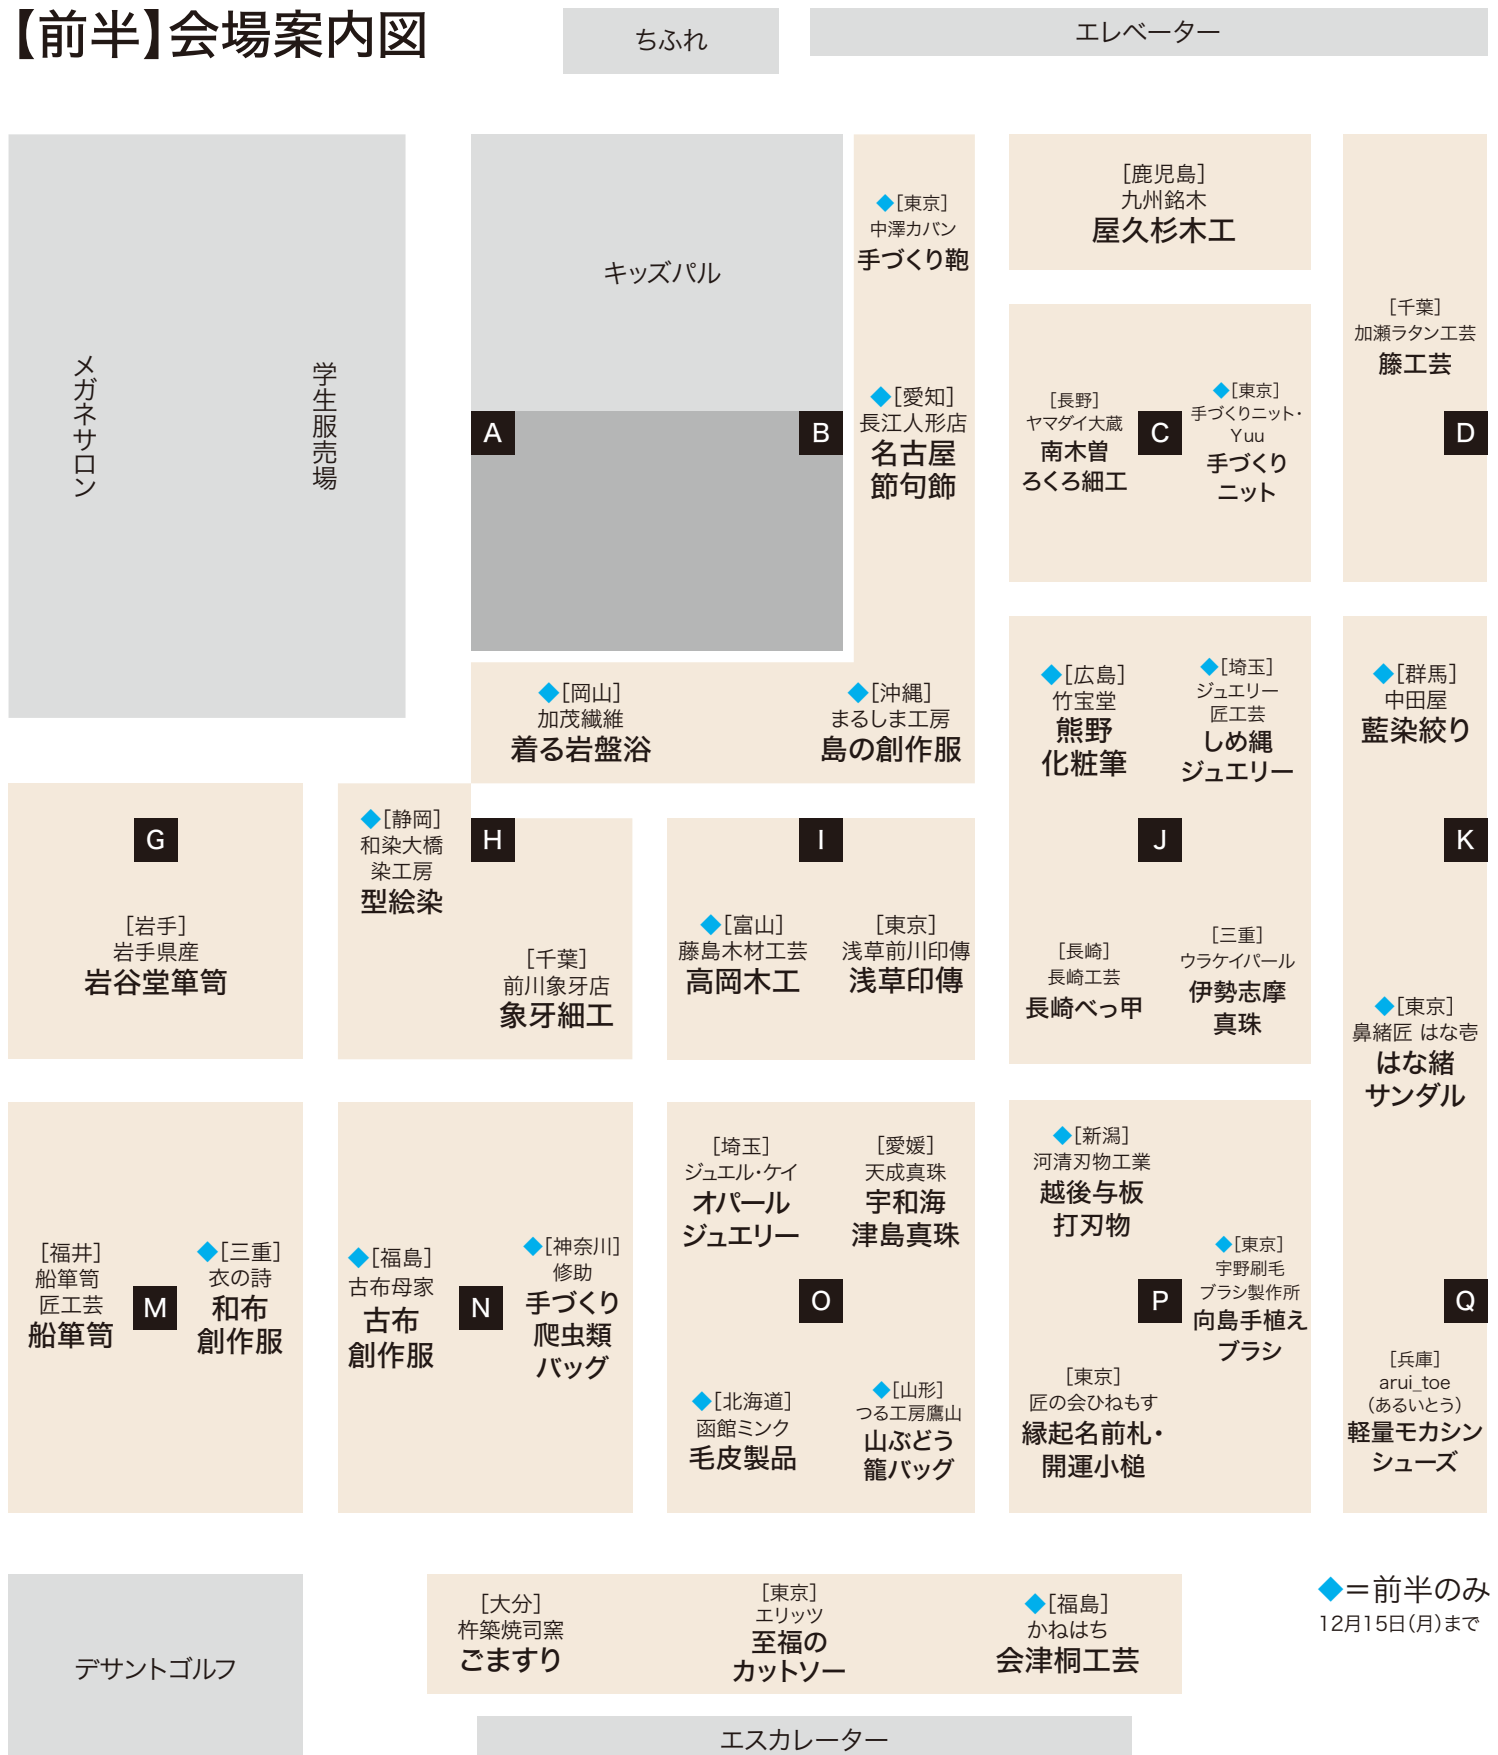 【前半】会場案内図
ちふれ
エレベーター
メガネサロン
学生服売場
キッズパル
A
B
◆[東京]
中澤カバン
手づくり鞄
◆[愛知]
長江人形店
名古屋
節句飾
[鹿児島]
九州銘木
屋久杉木工
[長野]
ヤマダイ大蔵
南木曽
ろくろ細工
C
◆[東京]
手づくりニット・
Yuu
手づくり
ニット
[千葉]
加瀬ラタン工芸
籐工芸
D
◆[岡山]
加茂繊維
着る岩盤浴
◆[沖縄]
まるしま工房
島の創作服
◆[広島]
竹宝堂
熊野
化粧筆
◆[埼玉]
ジュエリー
匠工芸
しめ縄
ジュエリー
J
[長崎]
長崎工芸
長崎べっ甲
[三重]
ウラケイパール
伊勢志摩
真珠
◆[群馬]
中田屋
藍染絞り
K
◆[東京]
鼻緒匠 はな壱
はな緒
サンダル
G
[岩手]
岩手県産
岩谷堂箪笥
◆[静岡]
和染大橋
染工房
型絵染
H
[千葉]
前川象牙店
象牙細工
I
◆[富山]
藤島木材工芸
高岡木工
[東京]
浅草前川印傳
浅草印傳
[福井]
船箪笥
匠工芸
船箪笥
M
◆[三重]
衣の詩
和布
創作服
◆[福島]
古布母家
古布
創作服
N
◆[神奈川]
修助
手づくり
爬虫類
バッグ
[埼玉]
ジュエル・ケイ
オパール
ジュエリー
[愛媛]
天成真珠
宇和海
津島真珠
O
◆[北海道]
函館ミンク
毛皮製品
◆[山形]
つる工房鷹山
山ぶどう
籠バッグ
◆[新潟]
河清刃物工業
越後与板
打刃物
P
◆[東京]
宇野刷毛
ブラシ製作所
向島手植え
ブラシ
[東京]
匠の会ひねもす
縁起名前札・
開運小槌
Q
[兵庫]
arui_toe
（あるいとう）
軽量モカシン
シューズ
デサントゴルフ
[大分]
杵築焼司窯
ごますり
[東京]
エリッツ
至福の
カットソー
◆[福島]
かねはち
会津桐工芸
◆＝前半のみ
12月15日(月)まで
エスカレーター